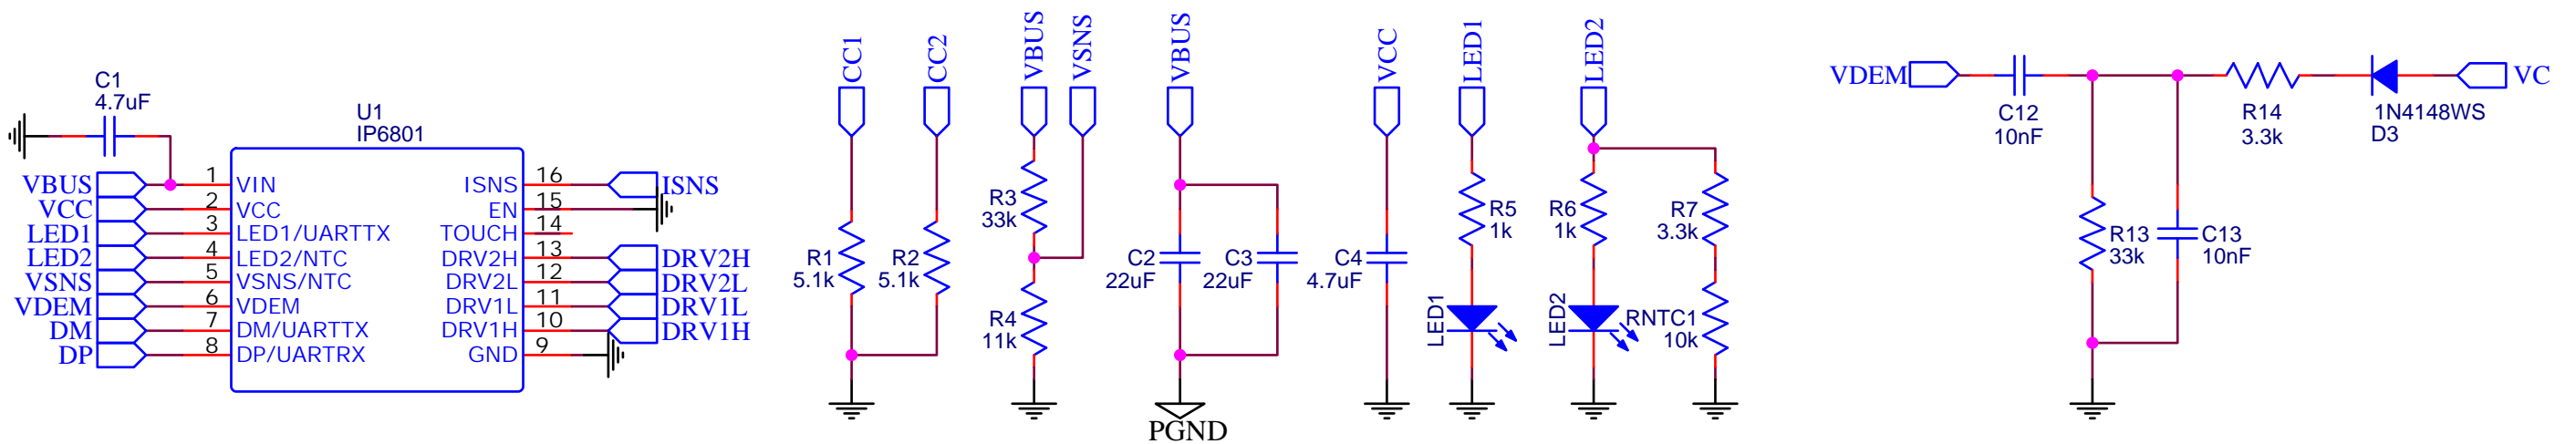 C1
4.7uF
U1
IP6801
VBUS 1 VIN
VCC 2 VCC
LED1 3 LED1/UARTTX
LED2 4 LED2/NTC
VSNS 5 VSNS/NTC
VDEM 6 VDEM
DM 7 DM/UARTTX
DP 8 DP/UARTRX
ISNS 16 ISNS
EN 15
TOUCH 14
DRV2H 13 DRV2H
DRV2L 12 DRV2L
DRV1L 11 DRV1L
DRV1H 10 DRV1H
GND 9
CC1
R1
5.1k
CC2
R2
5.1k
VBUS
VSNS
R3
33k
R4
11k
VBUS
C2
22uF
C3
22uF
PGND
VCC
C4
4.7uF
LED1
R5
1k
LED1
LED2
R6
1k
LED2
R7
3.3k
RNTC1
10k
VDEM
C12
10nF
R13
33k
C13
10nF
R14
3.3k
1N4148WS
D3
VC